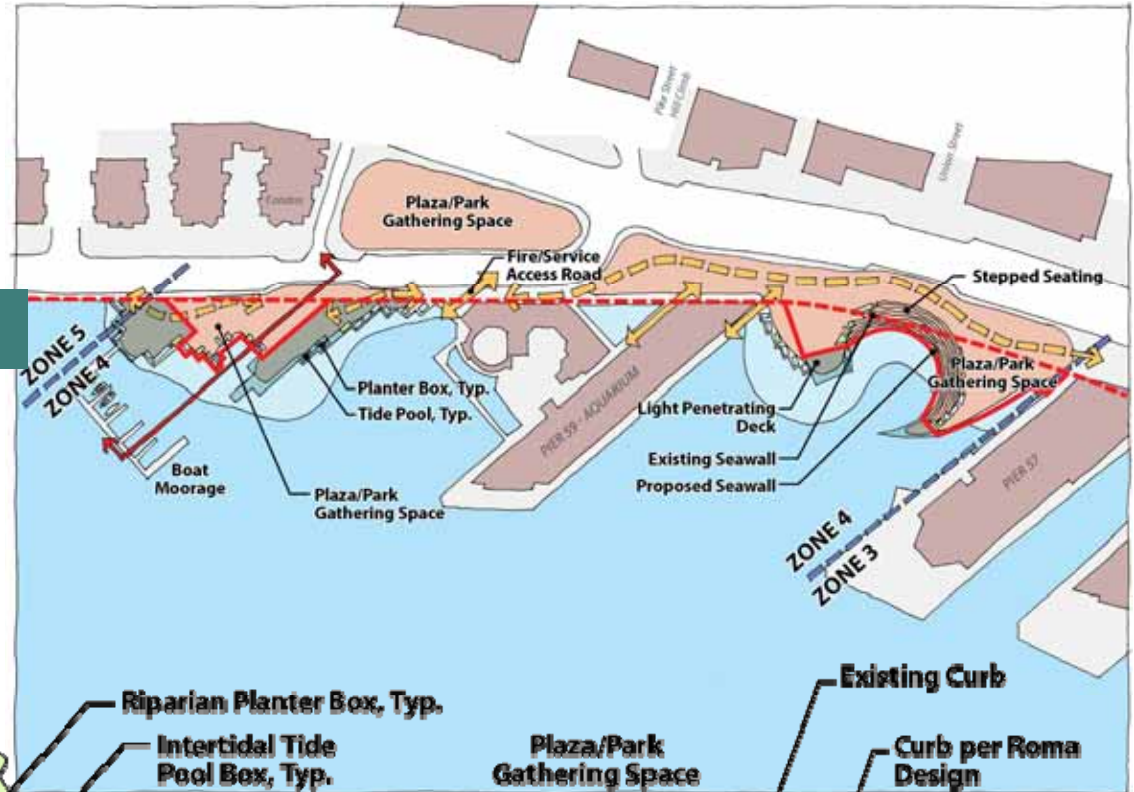 Pike Street
Hill Climb
Union Street
Condos
Plaza/Park
Gathering Space
Fire/Service
Access Road
Stepped Seating
ZONE 5
ZONE 4
Planter Box, Typ.
Tide Pool, Typ.
Boat
Moorage
Plaza/Park
Gathering Space
PIER 59 - AQUARIUM
Light Penetrating
Deck
Existing Seawall
Proposed Seawall
Plaza/Park
Gathering Space
PIER 57
ZONE 4
ZONE 3
Riparian Planter Box, Typ.
Intertidal Tide
Pool Box, Typ.
Plaza/Park
Gathering Space
Existing Curb
Curb per Roma
Design